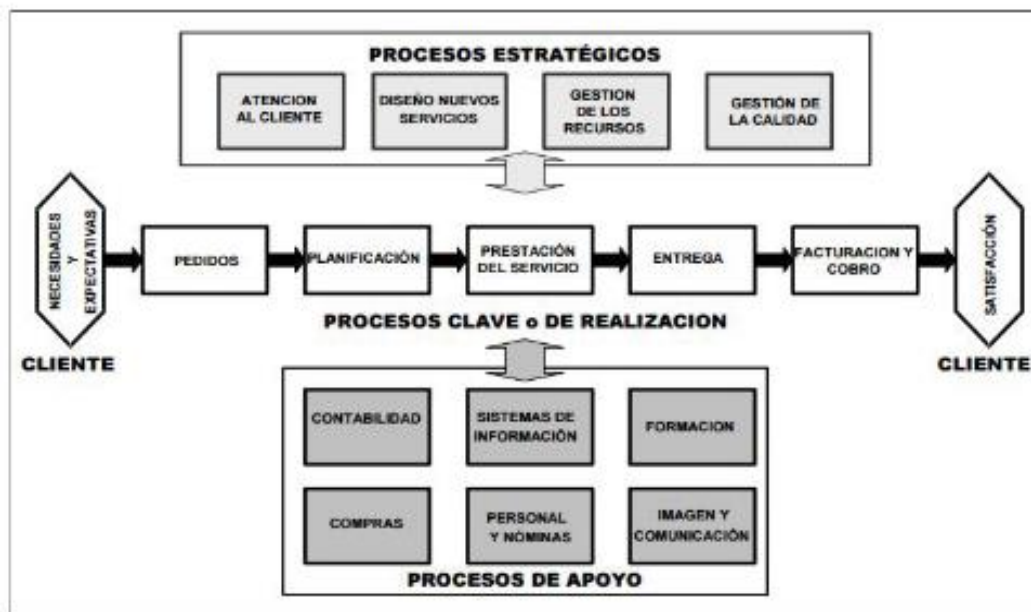 PROCESOS ESTRATÉGICOS
ATENCION
AL CLIENTE
DISEÑO NUEVOS
SERVICIOS
GESTION
DE LOS
RECURSOS
GESTIÓN DE
LA CALIDAD
NECESIDADES
Y
EXPECTATIVAS
CLIENTE
PEDIDOS
PLANIFICACIÓN
PRESTACIÓN
DEL SERVICIO
ENTREGA
FACTURACION Y
COBRO
SATISFACCIÓN
CLIENTE
PROCESOS CLAVE o DE REALIZACION
CONTABILIDAD
SISTEMAS DE
INFORMACIÓN
FORMACION
COMPRAS
PERSONAL
Y NOMINAS
IMAGEN Y
COMUNICACIÓN
PROCESOS DE APOYO